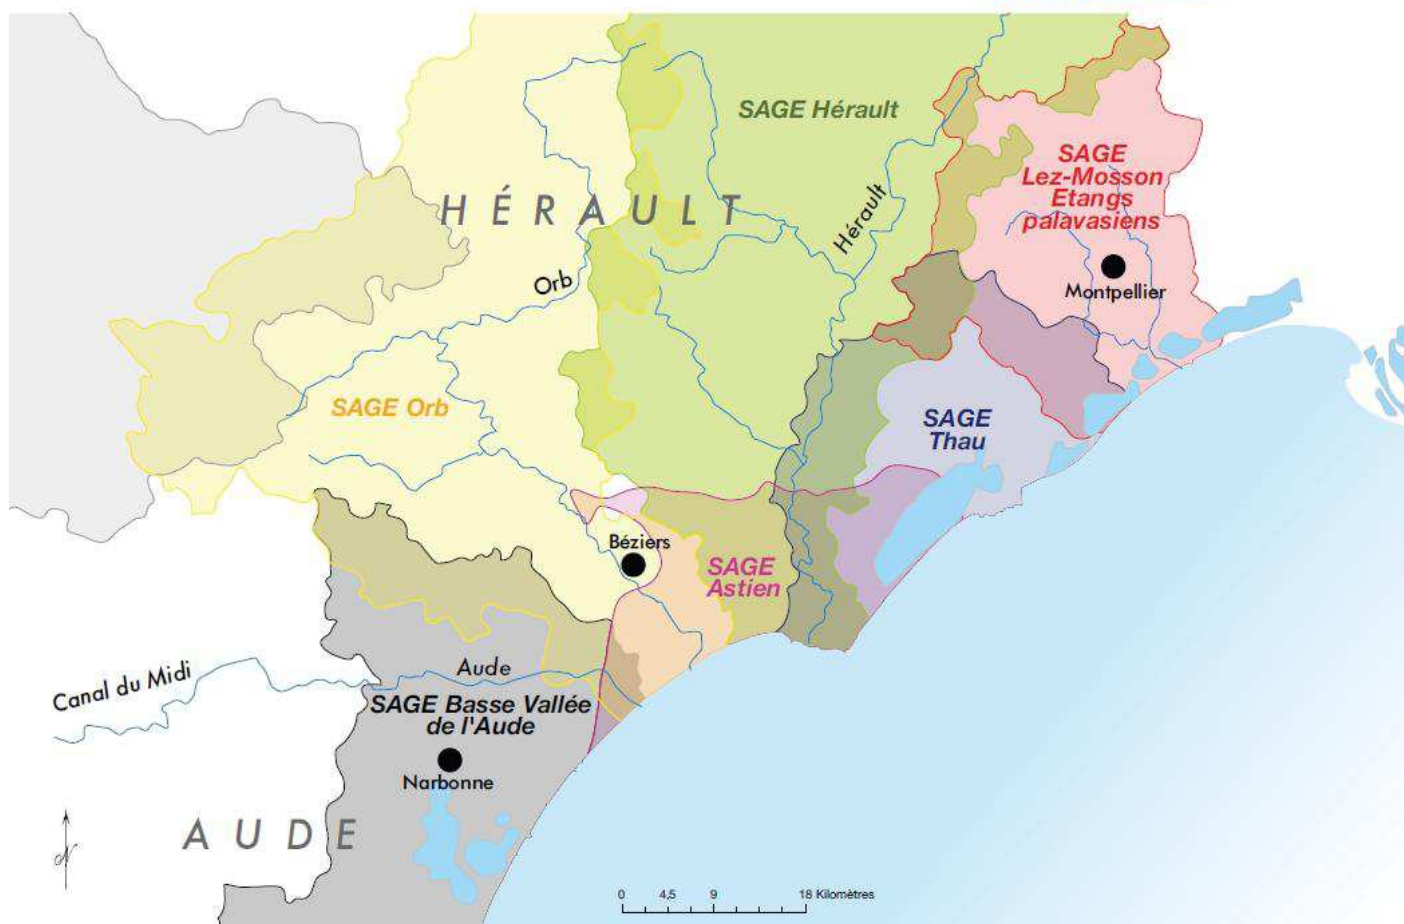 SAGE Hérault
SAGE
Lez-Mosson
Etangs
palavasiens
HÉRAULT
Hérault
Montpellier
Orb
SAGE Orb
SAGE
Thau
Béziers
SAGE
Astien
Canal du Midi
Aude
SAGE Basse Vallée
de l'Aude
Narbonne
AUDE
N
0 4,5 9 18 Kilomètres